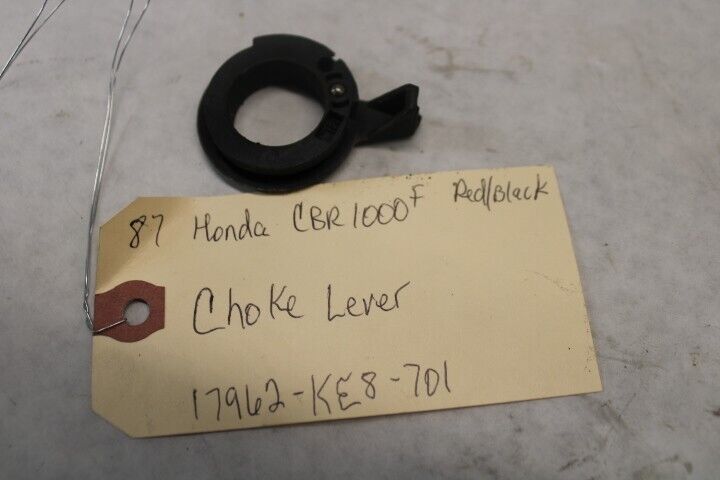 87 Honda CBR1000F Red/Black
Choke Lever
17962-KE8-701